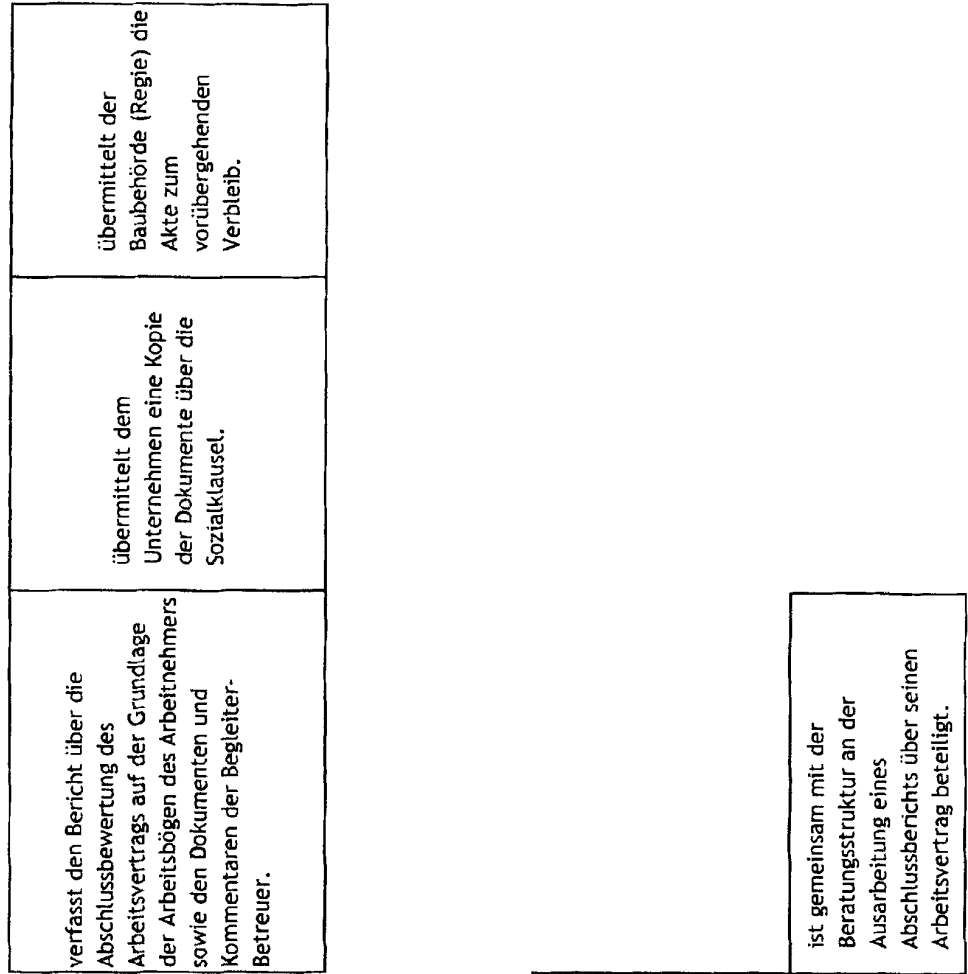 verfasst den Bericht über die
Abschlussbewertung des
Arbeitsvertrags auf der Grundlage
der Arbeitsbögen des Arbeitnehmers
sowie den Dokumenten und
Kommentaren der Begleiter-
Betreuer.
übermittelt dem
Unternehmen eine Kopie
der Dokumente über die
Sozialklausel.
übermittelt der
Baubehörde (Regie) die
Akte zum
vorübergehenden
Verbleib.
ist gemeinsam mit der
Beratungsstruktur an der
Ausarbeitung eines
Abschlussberichts über seinen
Arbeitsvertrag beteiligt.